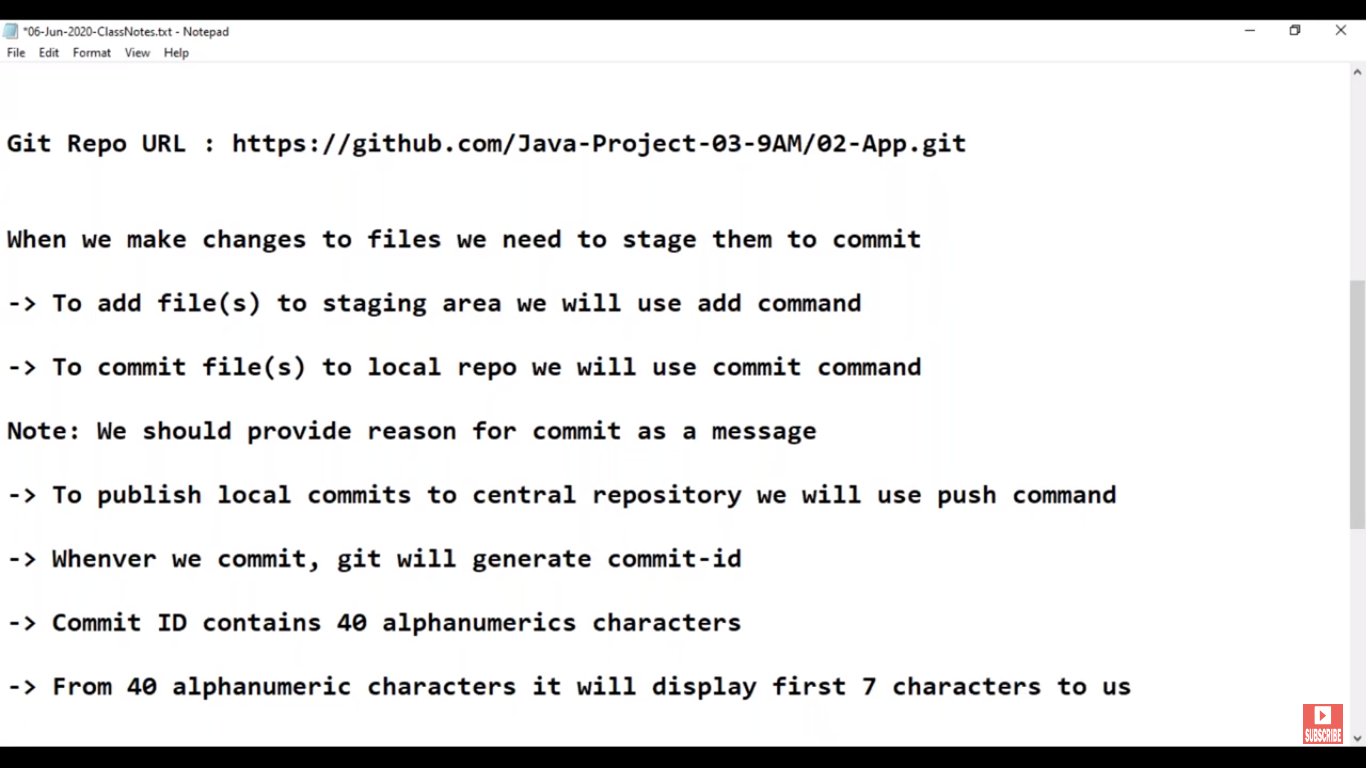 *06-Jun-2020-ClassNotes.txt - Notepad
File Edit Format View Help
Git Repo URL : https://github.com/Java-Project-03-9AM/02-App.git
When we make changes to files we need to stage them to commit
-> To add file(s) to staging area we will use add command
-> To commit file(s) to local repo we will use commit command
Note: We should provide reason for commit as a message
-> To publish local commits to central repository we will use push command
-> Whenver we commit, git will generate commit-id
-> Commit ID contains 40 alphanumerics characters
-> From 40 alphanumeric characters it will display first 7 characters to us
SUBSCRIBE